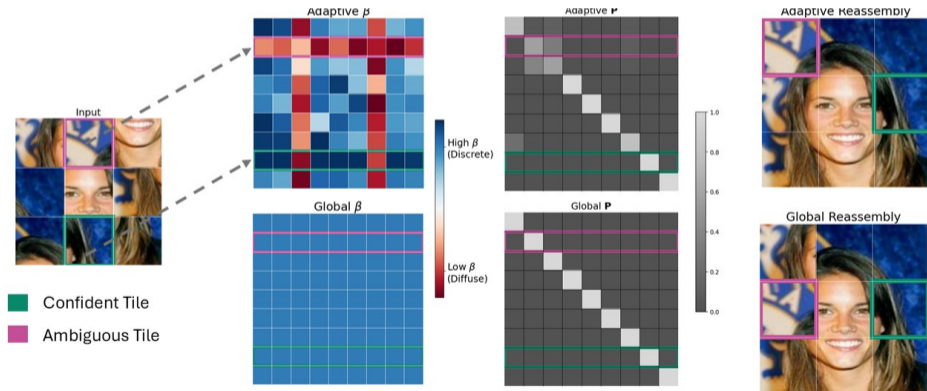 Adaptive β
Adaptive P
Adaptive Reassembly
Input
High β
(Discrete)
Low β
(Diffuse)
1.0
0.8
0.6
0.4
0.2
0.0
Global β
Global P
Global Reassembly
Confident Tile
Ambiguous Tile